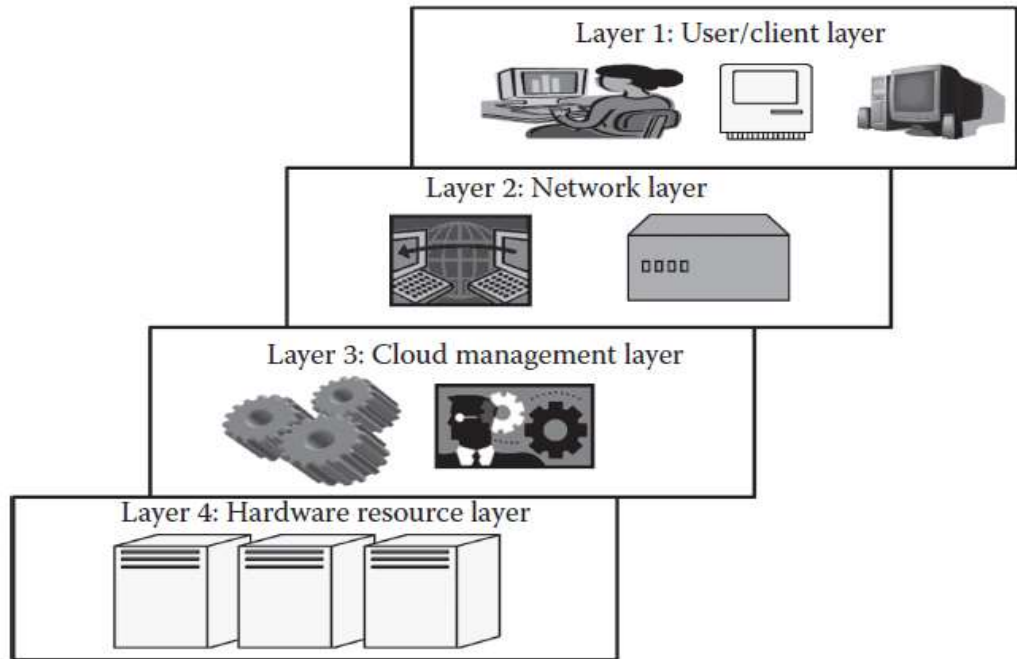 Layer 1: User/client layer
Layer 2: Network layer
Layer 3: Cloud management layer
Layer 4: Hardware resource layer